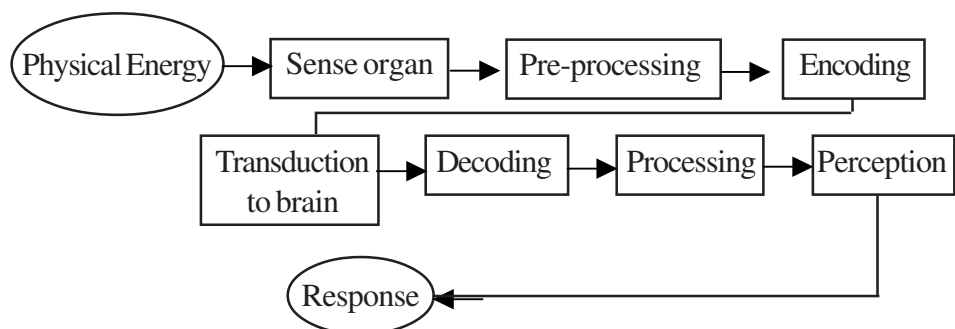 Physical Energy
Sense organ
Pre-processing
Encoding
Transduction
to brain
Decoding
Processing
Perception
Response